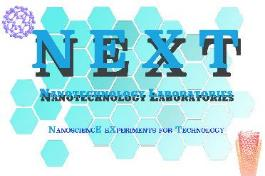 NEXT
NANOTECHNOLOGY LABORATORIES
NANOSCIENCE EXPERIMENTS FOR TECHNOLOGY